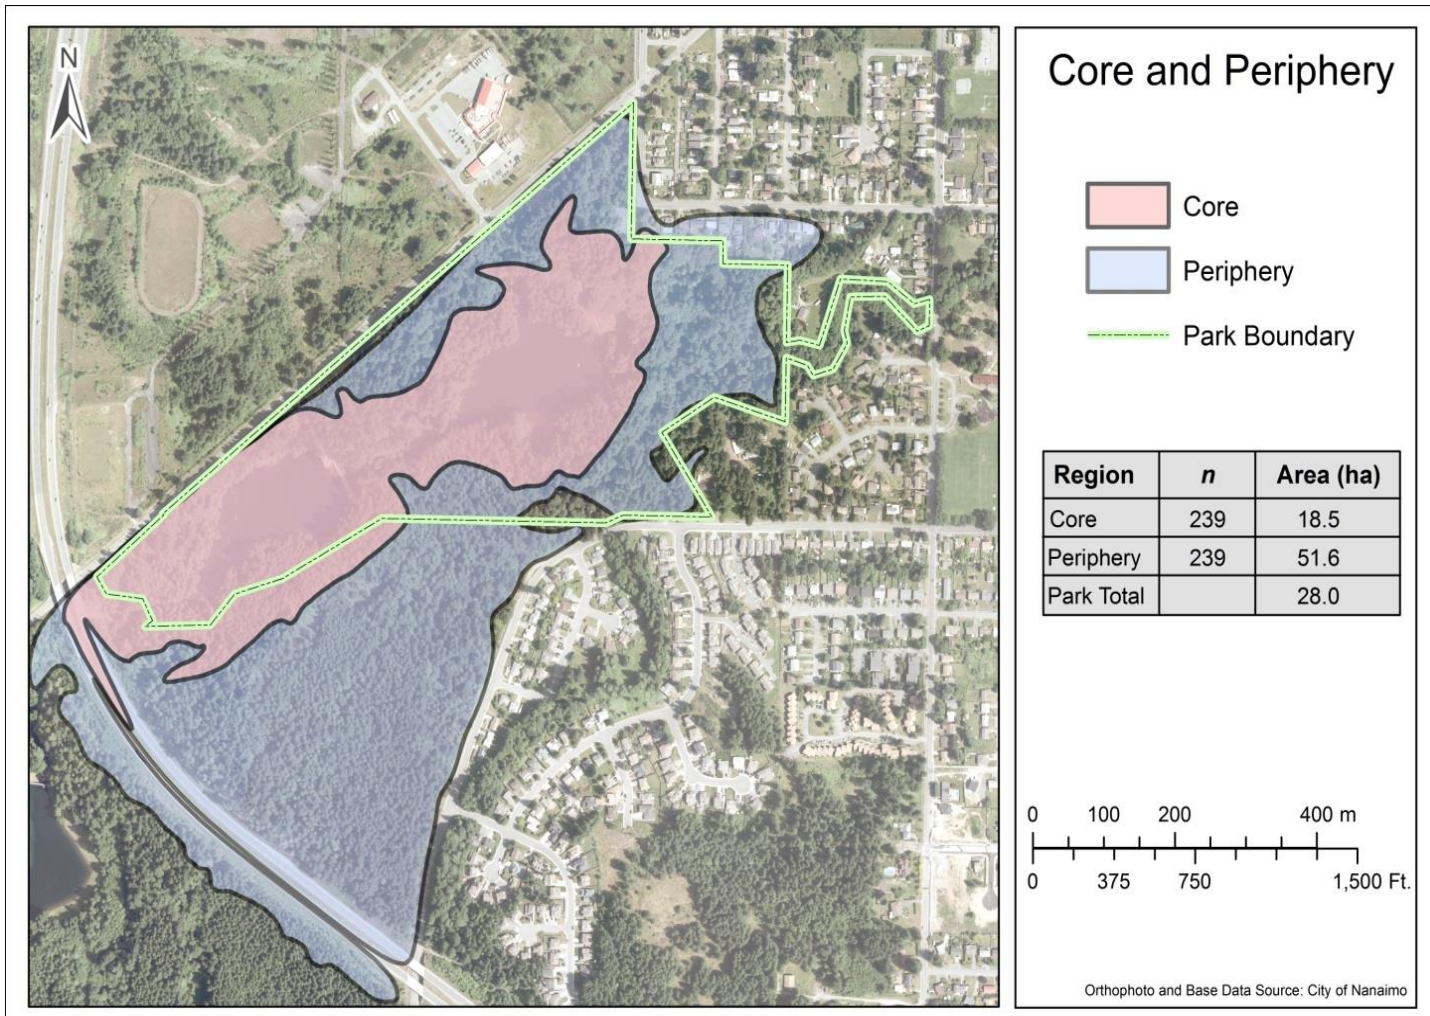 N
Core and Periphery
Core
Periphery
Park Boundary
Region n Area (ha)
Core 239 18.5
Periphery 239 51.6
Park Total 28.0
0 100 200 400 m
0 375 750 1,500 Ft.
Orthophoto and Base Data Source: City of Nanaimo